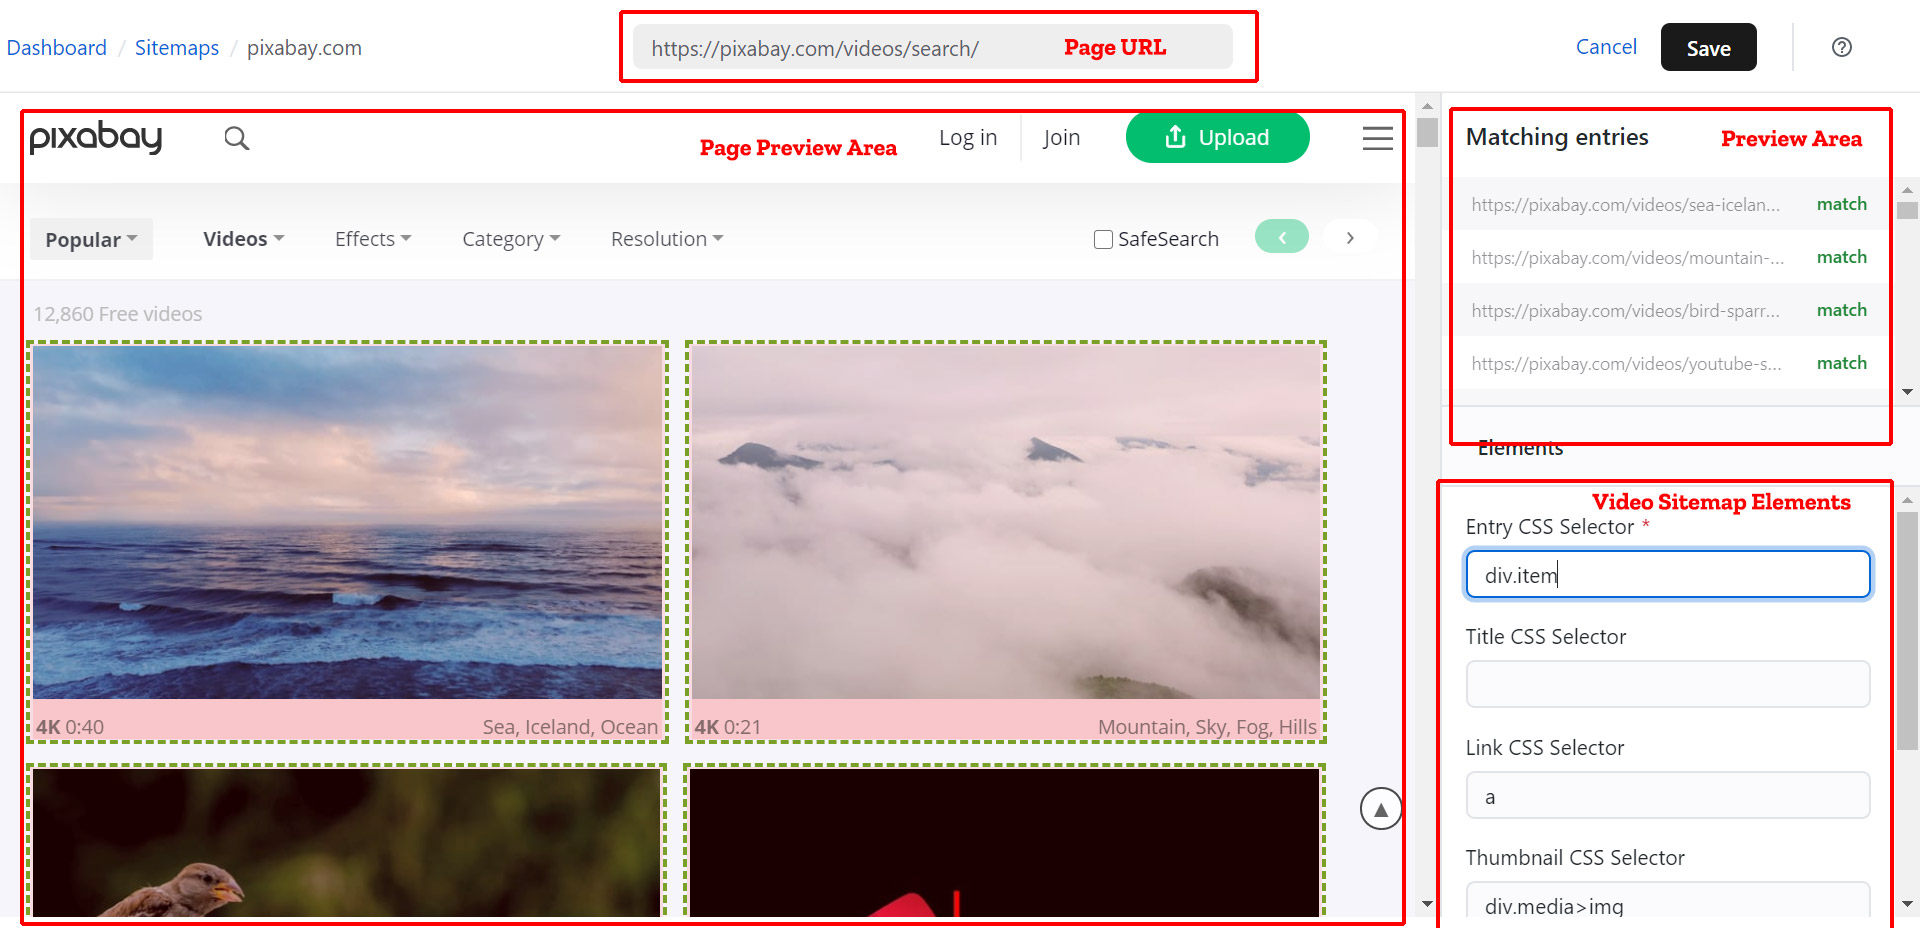 Dashboard / Sitemaps / pixabay.com
https://pixabay.com/videos/search/ Page URL
Cancel Save ?
pixabay Page Preview Area Log in Join Upload
Popular Videos Effects Category Resolution SafeSearch ‹ ›
12,860 Free videos
4K 0:40 Sea, Iceland, Ocean
4K 0:21 Mountain, Sky, Fog, Hills
Matching entries Preview Area
https://pixabay.com/videos/sea-icelan... match
https://pixabay.com/videos/mountain-... match
https://pixabay.com/videos/bird-sparr... match
https://pixabay.com/videos/youtube-s... match
Elements
Video Sitemap Elements
Entry CSS Selector *
div.item
Title CSS Selector
Link CSS Selector
a
Thumbnail CSS Selector
div.media>img